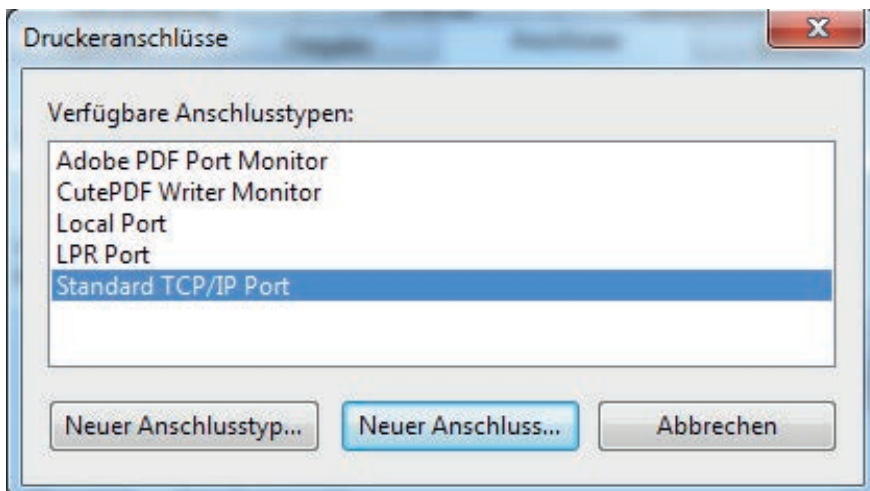 Druckeranschlüsse
Verfügbare Anschlusstypen:
Adobe PDF Port Monitor
CutePDF Writer Monitor
Local Port
LPR Port
Standard TCP/IP Port
Neuer Anschlusstyp... Neuer Anschluss... Abbrechen